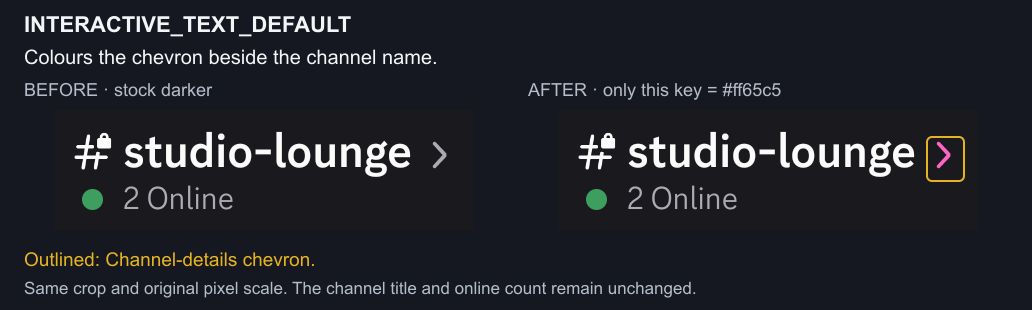 INTERACTIVE_TEXT_DEFAULT
Colours the chevron beside the channel name.
BEFORE · stock darker
AFTER · only this key = #ff65c5
# studio-lounge >
2 Online
# studio-lounge >
2 Online
Outlined: Channel-details chevron.
Same crop and original pixel scale. The channel title and online count remain unchanged.